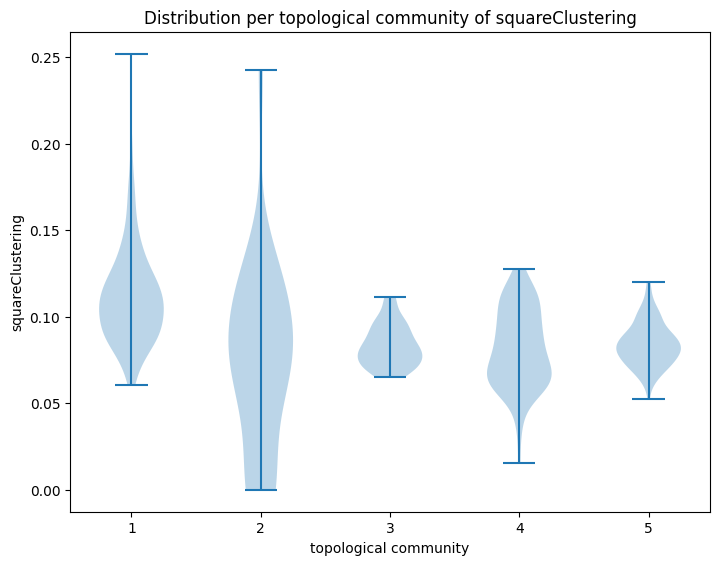 Distribution per topological community of squareClustering
squareClustering
0.25
0.20
0.15
0.10
0.05
0.00
1 2 3 4 5
topological community